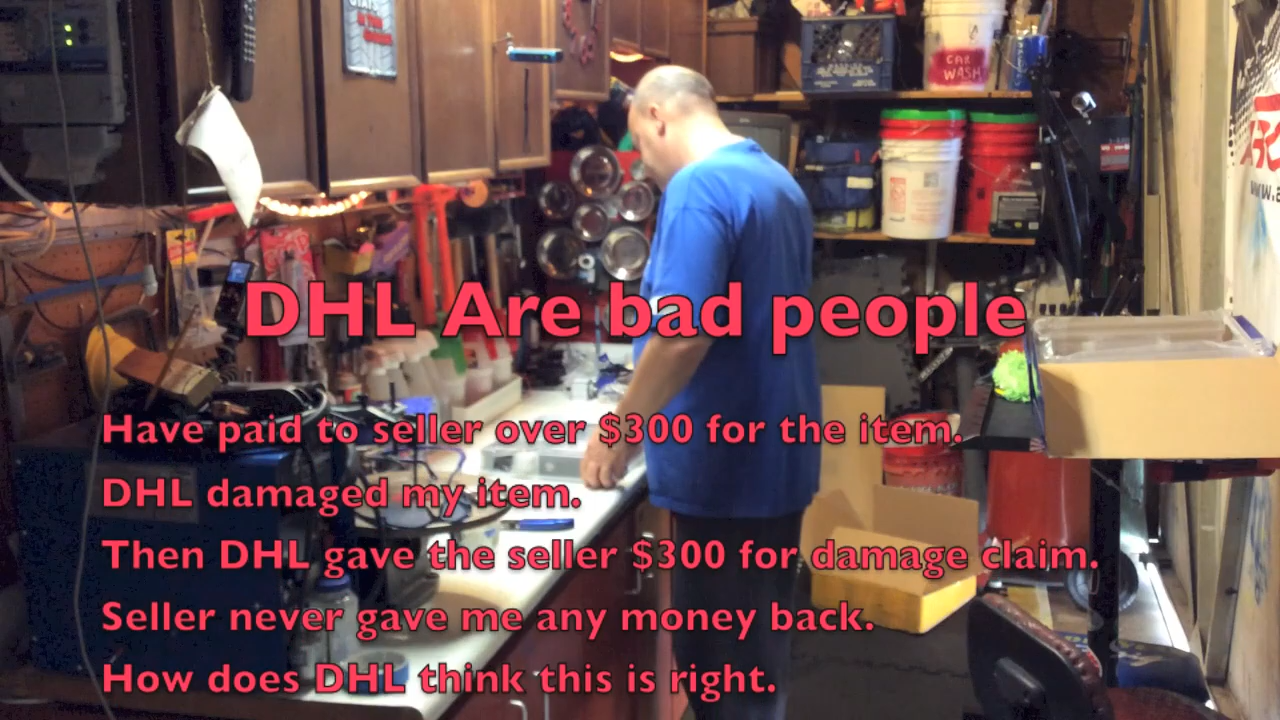 CAR
WASH
DHL Are bad people
Have paid to seller over $300 for the item.
DHL damaged my item.
Then DHL gave the seller $300 for damage claim.
Seller never gave me any money back.
How does DHL think this is right.